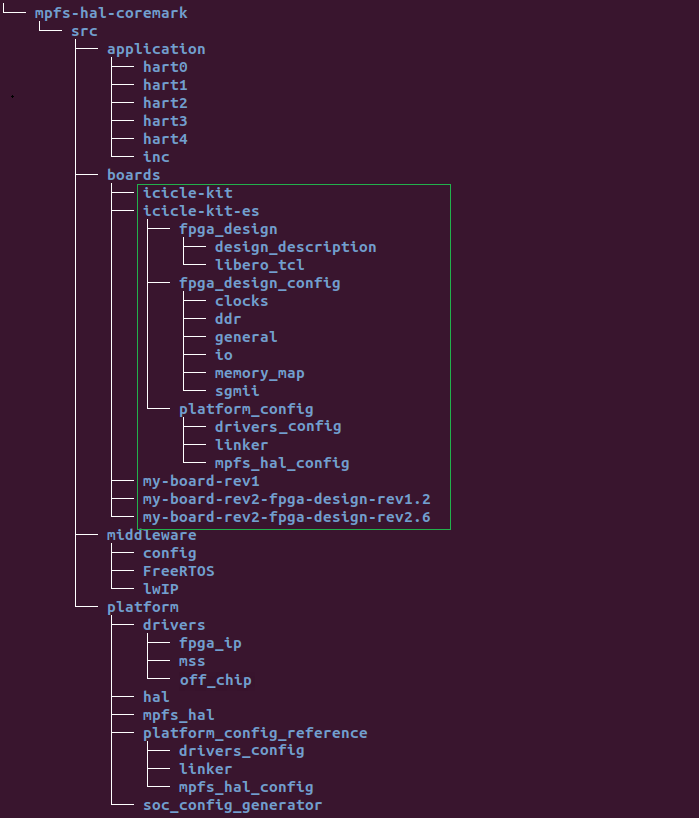 mpfs-hal-coremark
src
application
hart0
hart1
hart2
hart3
hart4
inc
boards
icicle-kit
icicle-kit-es
fpga_design
design_description
libero_tcl
fpga_design_config
clocks
ddr
general
io
memory_map
sgmii
platform_config
drivers_config
linker
mpfs_hal_config
my-board-rev1
my-board-rev2-fpga-design-rev1.2
my-board-rev2-fpga-design-rev2.6
middleware
config
FreeRTOS
lwIP
platform
drivers
fpga_ip
mss
off_chip
hal
mpfs_hal
platform_config_reference
drivers_config
linker
mpfs_hal_config
soc_config_generator